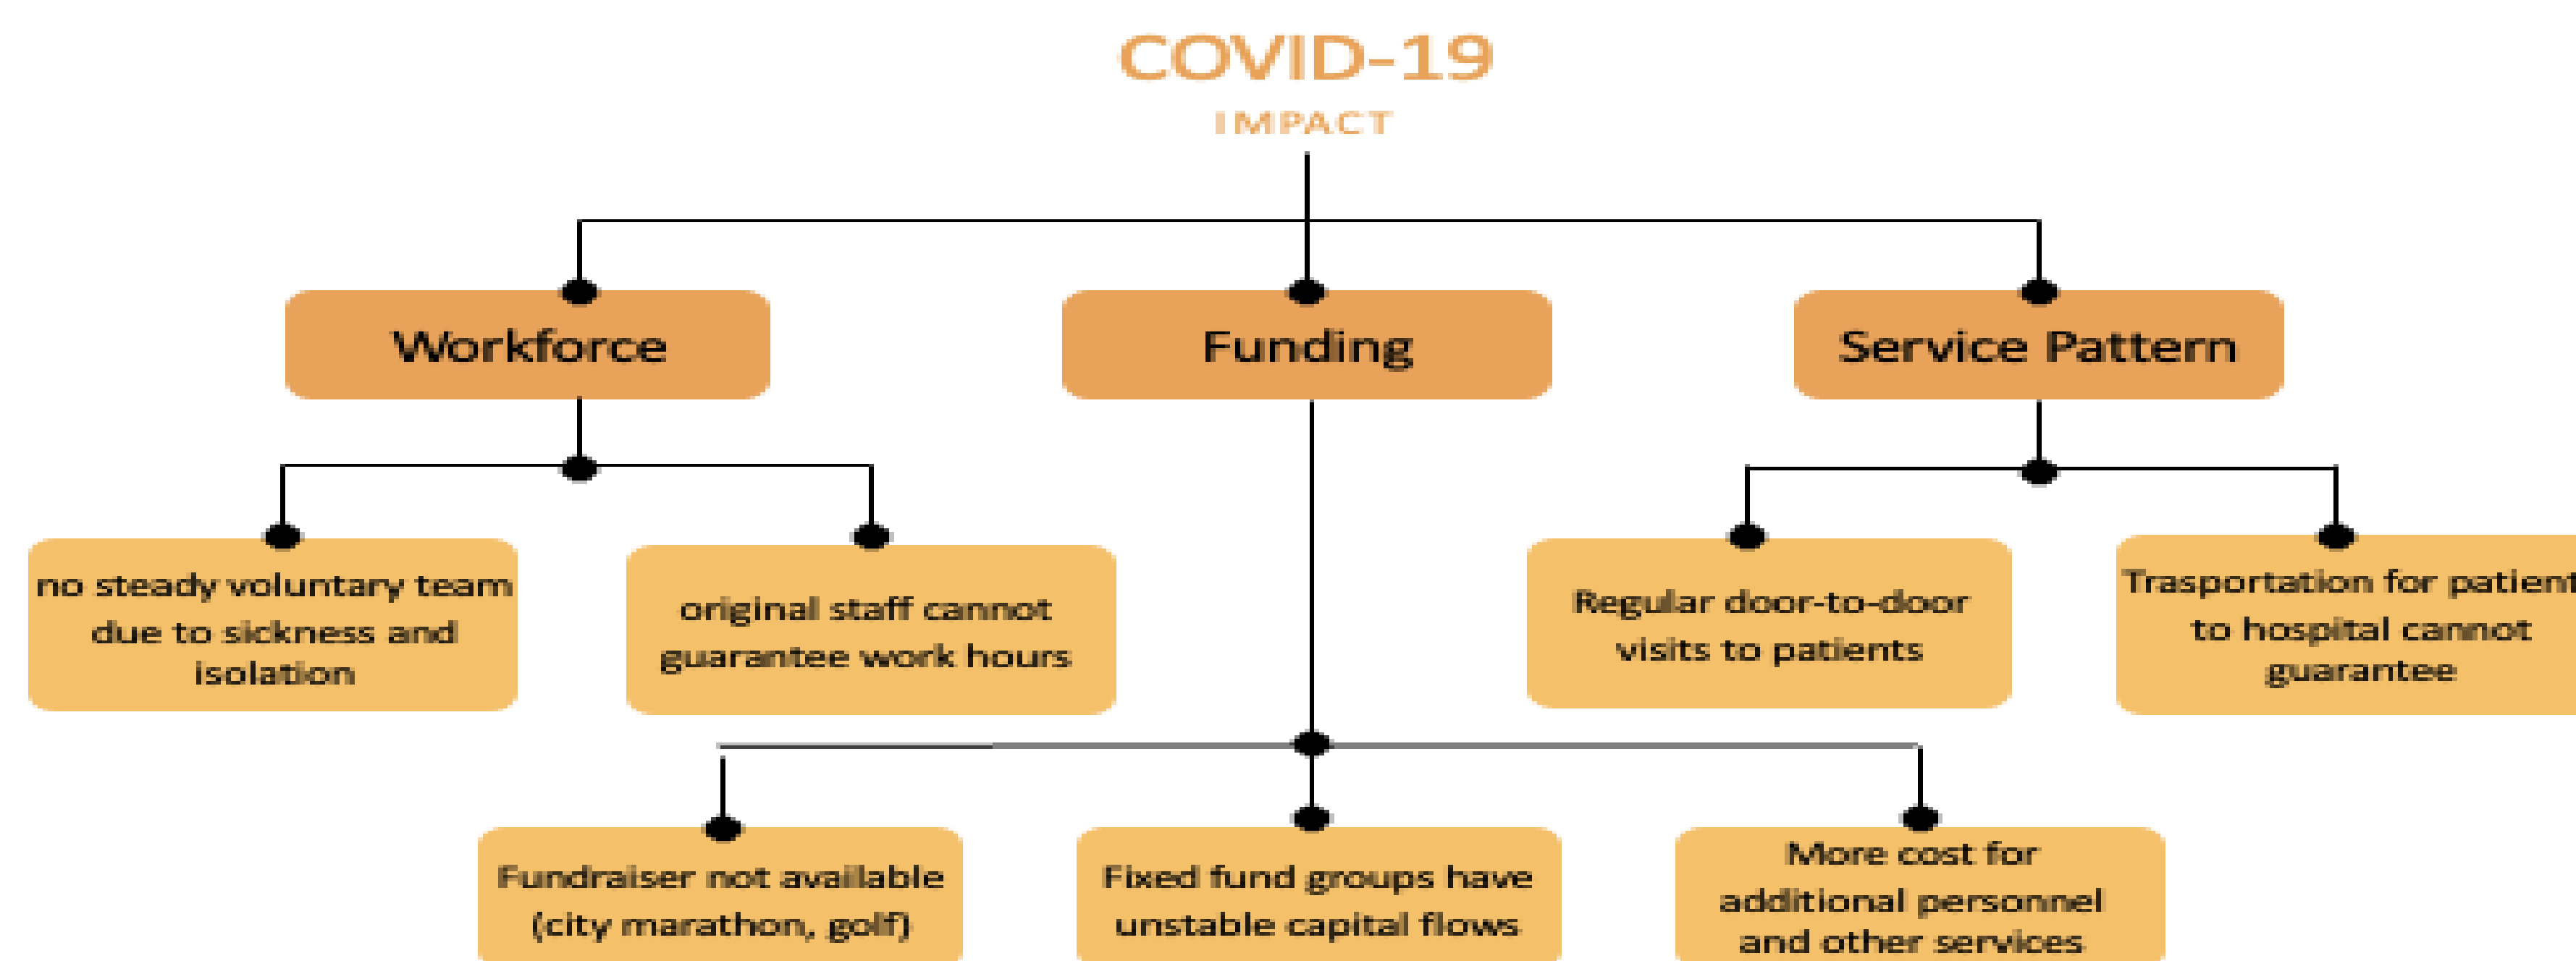 COVID-19
IMPACT
Workforce
Funding
Service Pattern
no steady voluntary team
due to sickness and
isolation
original staff cannot
guarantee work hours
Regular door-to-door
visits to patients
Trasportation for patient
to hospital cannot
guarantee
Fundraiser not available
(city marathon, golf)
Fixed fund groups have
unstable capital flows
More cost for
additional personnel
and other services